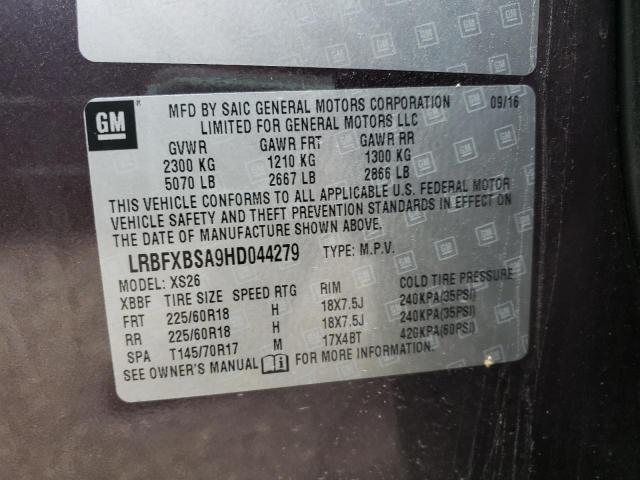 GM
MFD BY SAIC GENERAL MOTORS CORPORATION 09/16
LIMITED FOR GENERAL MOTORS LLC
GVWR GAWR FRT GAWR RR
2300 KG 1210 KG 1300 KG
5070 LB 2667 LB 2866 LB
THIS VEHICLE CONFORMS TO ALL APPLICABLE U.S. FEDERAL MOTOR
VEHICLE SAFETY AND THEFT PREVENTION STANDARDS IN EFFECT ON
THE DATE OF MANUFACTURE SHOWN ABOVE.
LRBFXBSA9HD044279 TYPE: M.P.V.
MODEL: XS26
XBBF TIRE SIZE SPEED RTG RIM COLD TIRE PRESSURE
FRT 225/60R18 H 18X7.5J 240KPA(35PSI)
RR 225/60R18 H 18X7.5J 240KPA(35PSI)
SPA T145/70R17 M 17X4BT 420KPA(60PSI)
SEE OWNER'S MANUAL FOR MORE INFORMATION.